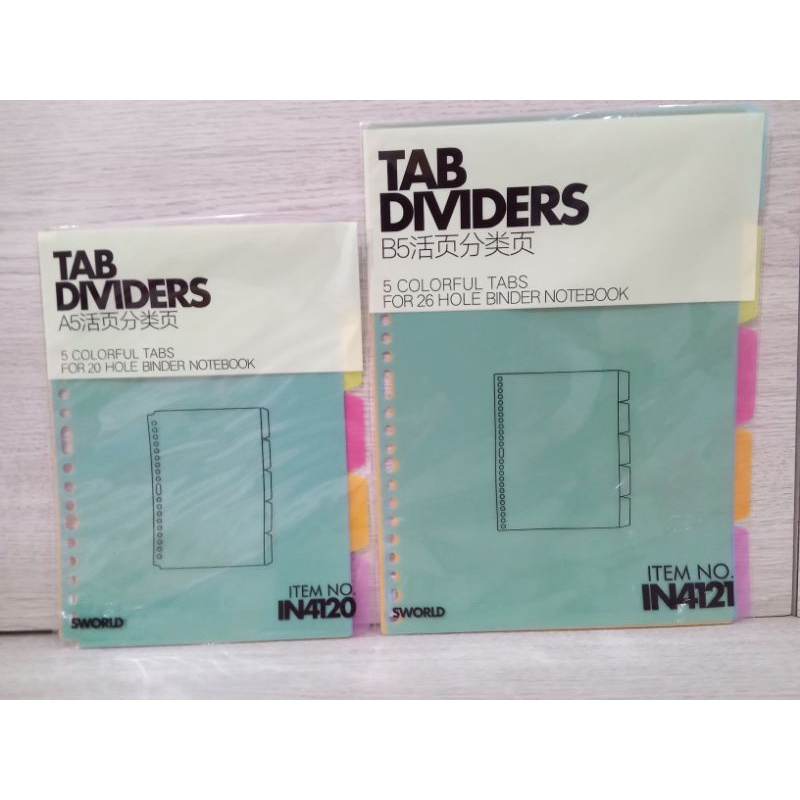 TAB
DIVIDERS
A5活页分类页
5 COLORFUL TABS
FOR 20 HOLE BINDER NOTEBOOK
ITEM NO.
IN4120
SWORLD
TAB
DIVIDERS
B5活页分类页
5 COLORFUL TABS
FOR 26 HOLE BINDER NOTEBOOK
ITEM NO.
IN4121
SWORLD